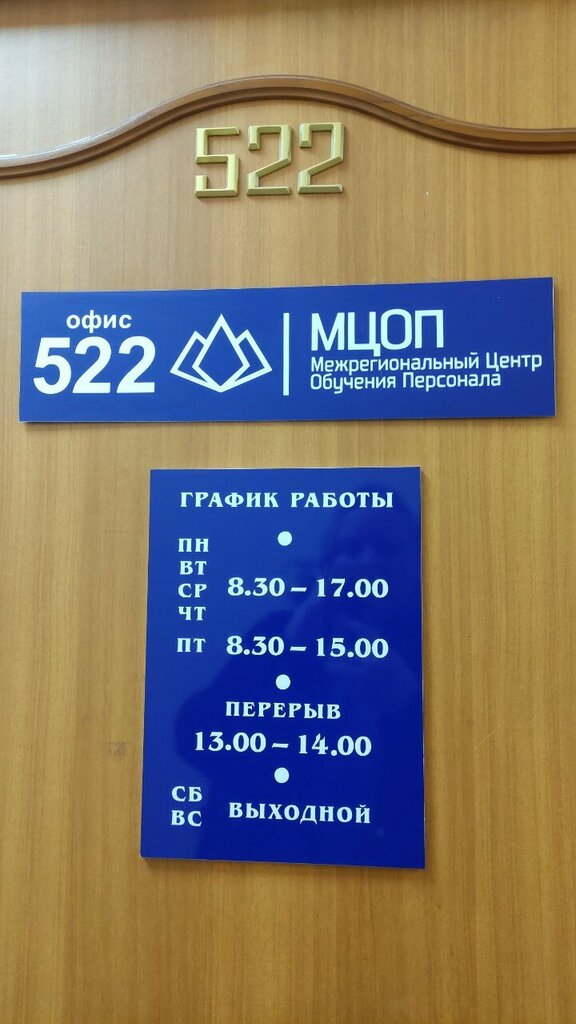 522
офис
522
МЦОП
Межрегиональный Центр
Обучения Персонала
ГРАФИК РАБОТЫ
ПН
ВТ
СР 8.30 – 17.00
ЧТ
ПТ 8.30 – 15.00
ПЕРЕРЫВ
13.00 – 14.00
СБ
ВС ВЫХОДНОЙ